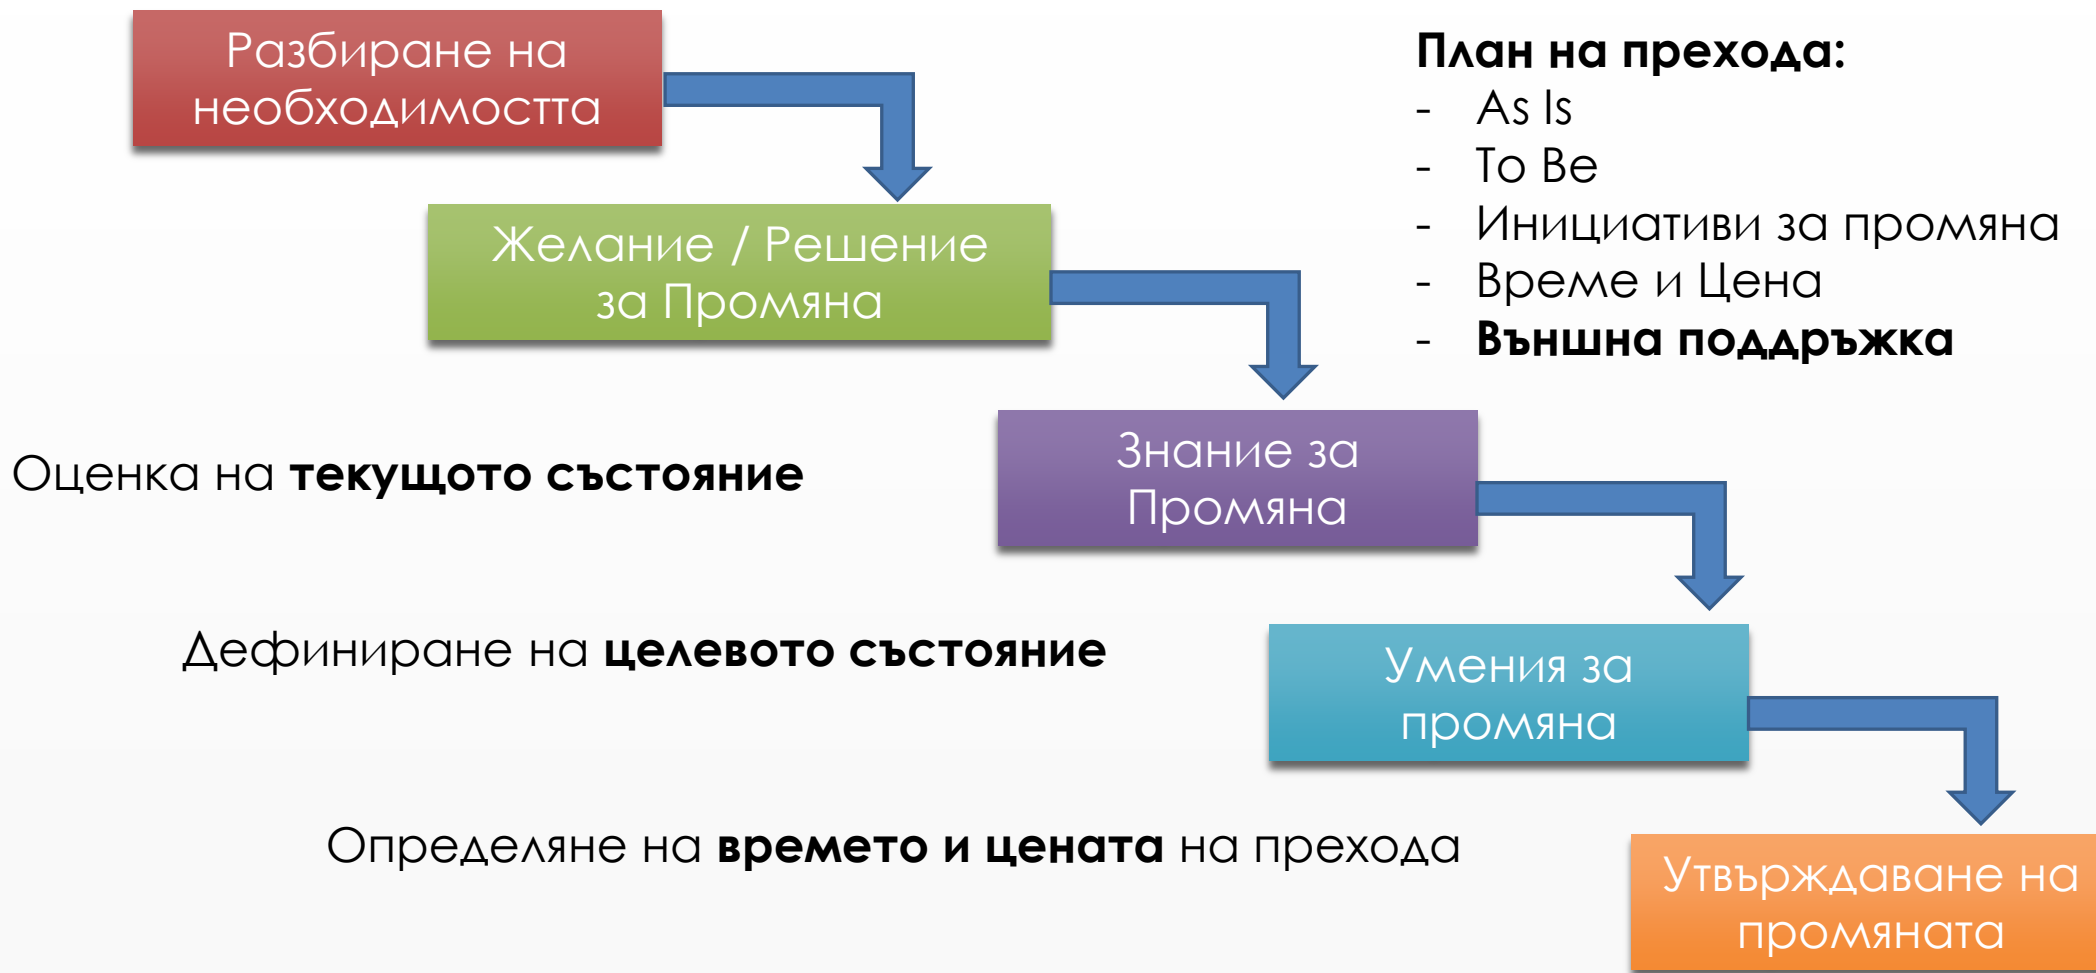 Разбиране на
необходимостта
План на прехода:
- As Is
- To Be
- Инициативи за промяна
- Време и Цена
- Външна поддръжка
Желание / Решение
за Промяна
Знание за
Промяна
Оценка на текущото състояние
Дефиниране на целевото състояние
Умения за
промяна
Определяне на времето и цената на прехода
Утвърждаване на
промяната